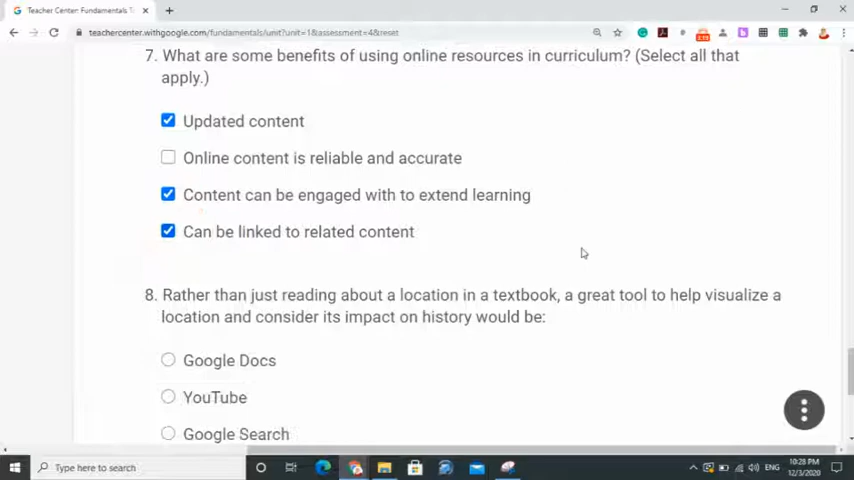 Teacher Center: Fundamentals T
teachercenter.withgoogle.com/fundamentals/unit?unit=1&assessment=4&reset
7. What are some benefits of using online resources in curriculum? (Select all that
apply.)
Updated content
Online content is reliable and accurate
Content can be engaged with to extend learning
Can be linked to related content
8. Rather than just reading about a location in a textbook, a great tool to help visualize a
location and consider its impact on history would be:
Google Docs
YouTube
Google Search
Type here to search
ENG
10:28 PM
12/3/2020